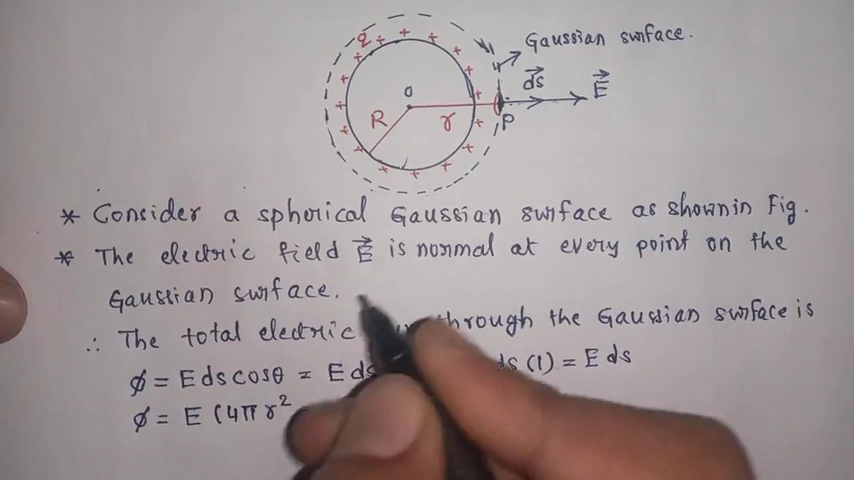 q + + + + + + + + + + + + + +
Gaussian surface.
ds E
O
R r P
* Consider a spherical Gaussian surface as shown in Fig.
* The electric field E is normal at every point on the
Gaussian surface.
∴ The total electric through the Gaussian surface is
φ = E ds cosθ = E ds ds (1) = E ds
φ = E (4π r²